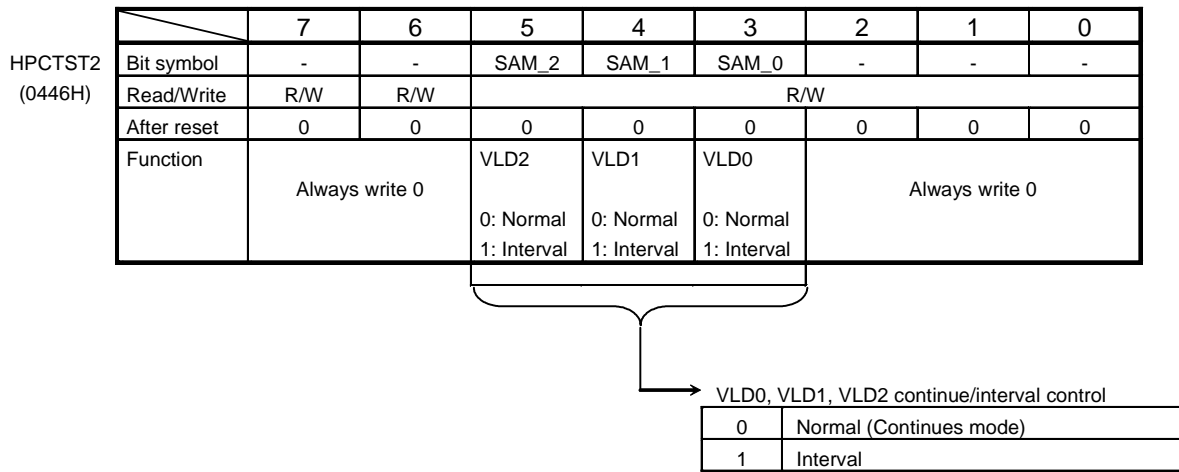 7 6 5 4 3 2 1 0
HPCTST2 Bit symbol - - SAM_2 SAM_1 SAM_0 - - -
(0446H) Read/Write R/W R/W R/W
After reset 0 0 0 0 0 0 0 0
Function VLD2 VLD1 VLD0
Always write 0 Always write 0
0: Normal 0: Normal 0: Normal
1: Interval 1: Interval 1: Interval
VLD0, VLD1, VLD2 continue/interval control
0 Normal (Continues mode)
1 Interval